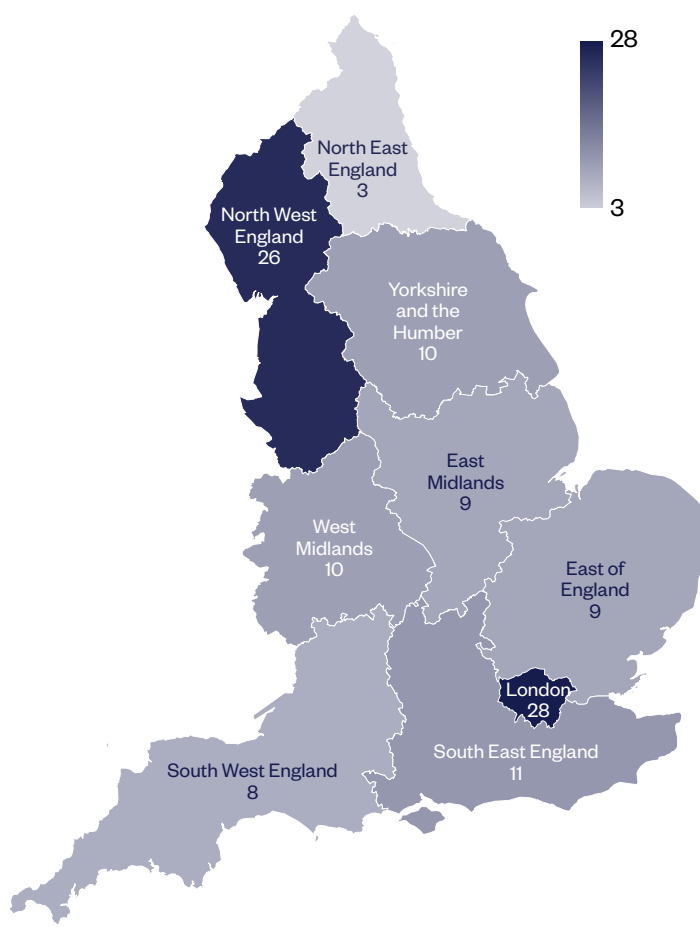 28
3
North East
England
3
North West
England
26
Yorkshire
and the
Humber
10
East
Midlands
9
West
Midlands
10
East of
England
9
London
28
South East England
11
South West England
8